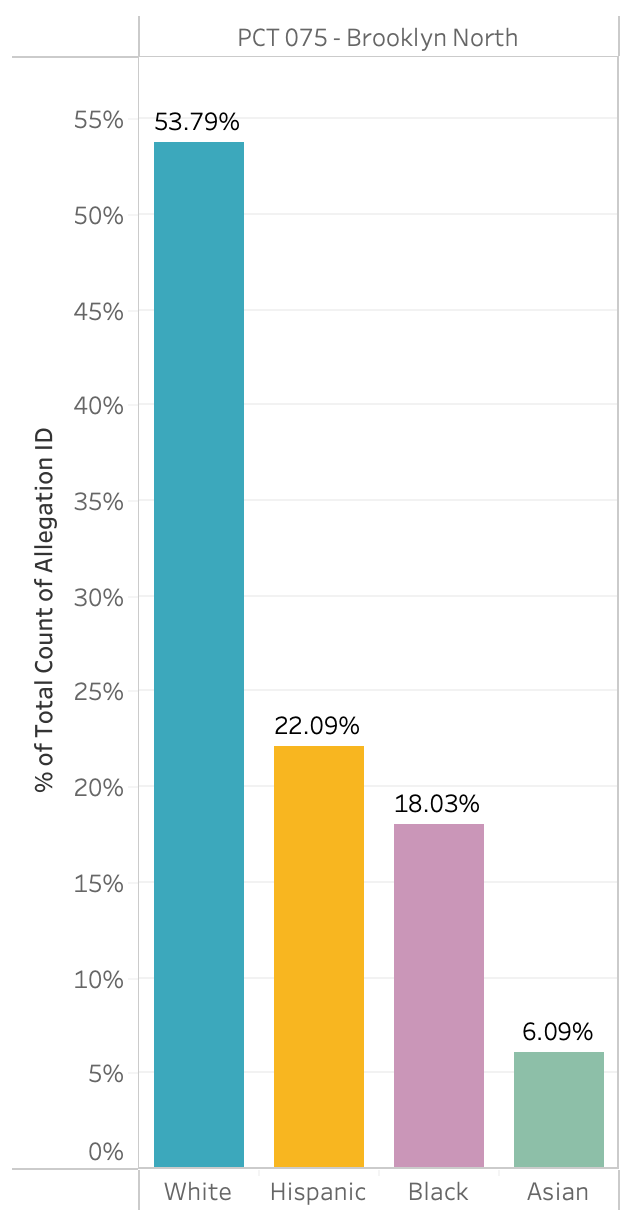 PCT 075 - Brooklyn North
% of Total Count of Allegation ID
55%
50%
45%
40%
35%
30%
25%
20%
15%
10%
5%
0%
53.79%
22.09%
18.03%
6.09%
White
Hispanic
Black
Asian